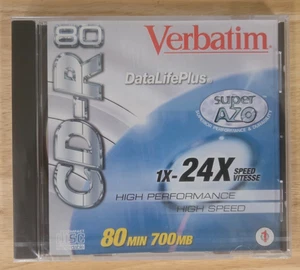 80
Verbatim
DataLifePlus
CD-R
super
AZO
1X-24X SPEED
VITESSE
HIGH PERFORMANCE
HIGH SPEED
80 MIN 700MB